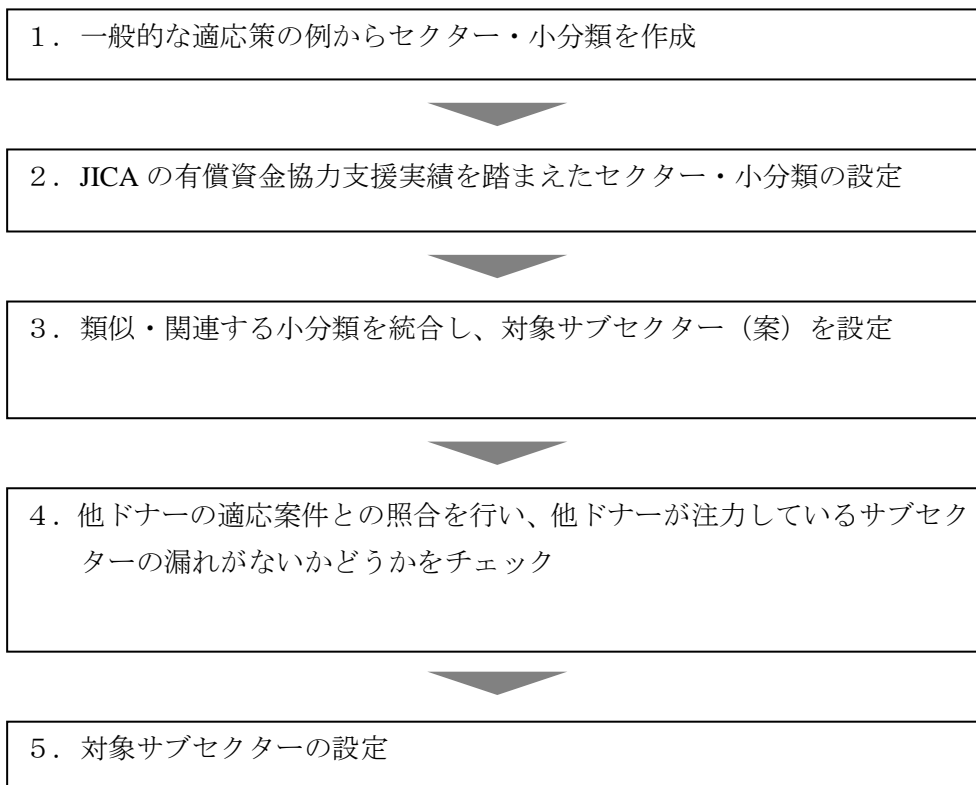 １．一般的な適応策の例からセクター・小分類を作成
２．JICA の有償資金協力支援実績を踏まえたセクター・小分類の設定
３．類似・関連する小分類を統合し、対象サブセクター（案）を設定
４．他ドナーの適応案件との照合を行い、他ドナーが注力しているサブセク
ターの漏れがないかどうかをチェック
５．対象サブセクターの設定